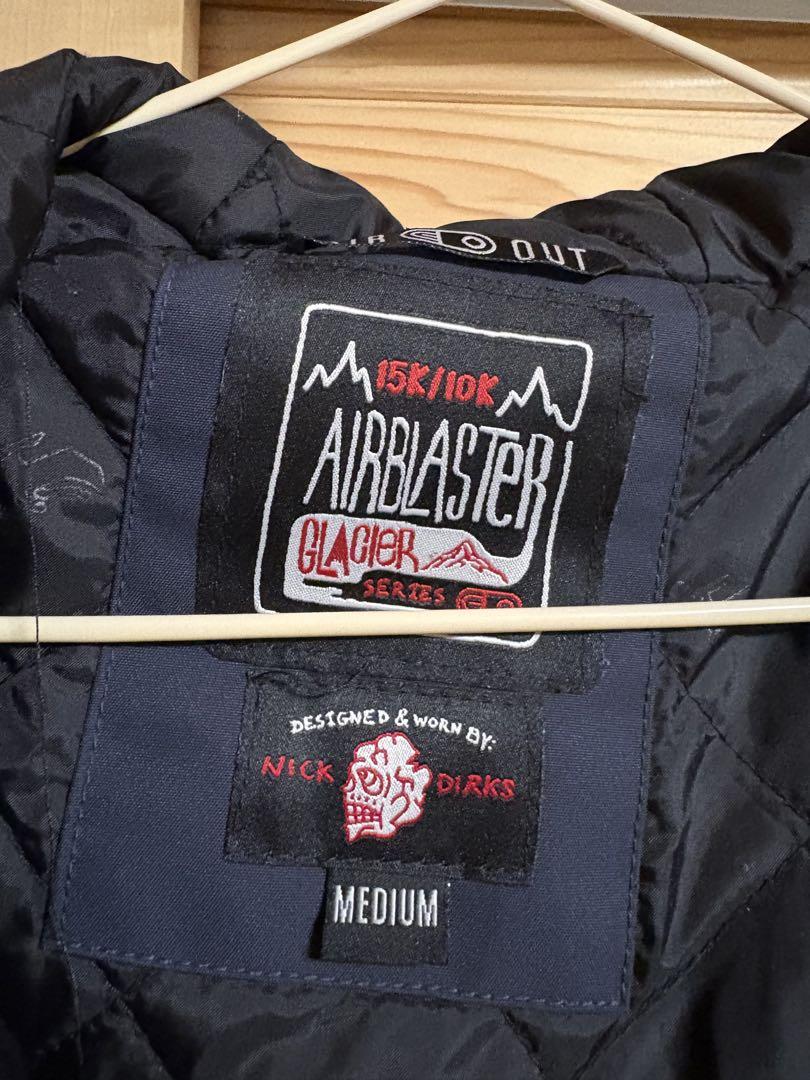 OUT
15K/10K
AIRBLASTER
GLACIER
SERIES
DESIGNED & WORN BY:
NICK DIRKS
MEDIUM